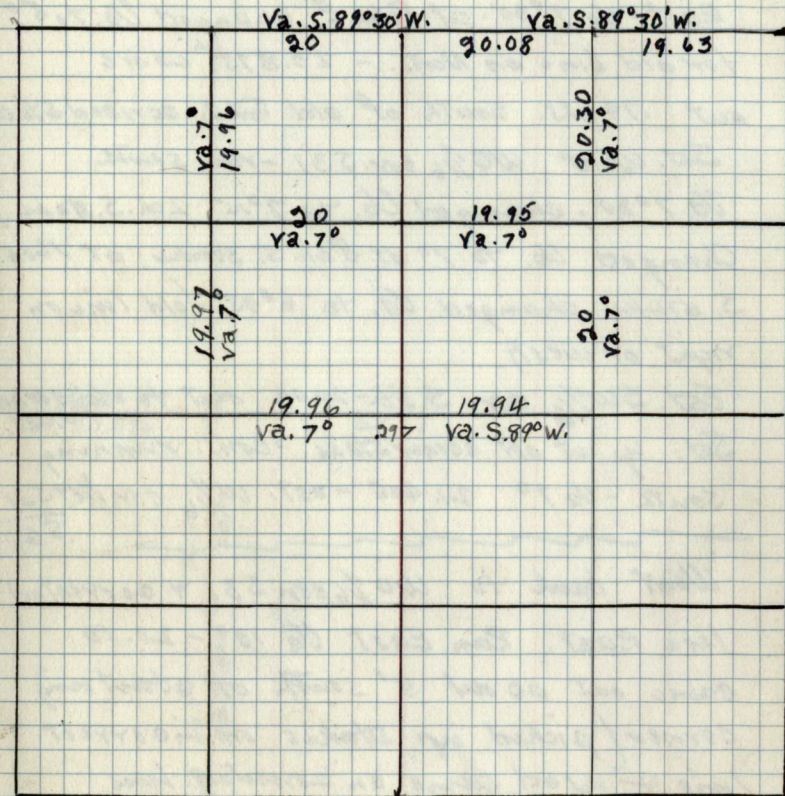 Va. S. 89°30'W. Va. S. 89°30'W.
20 20.08 19.63
Va. 7° 19.96
20.30 Va. 7°
20 19.95
Va. 7° Va. 7°
19.97 Va. 7°
20 Va. 7°
19.96 19.94
Va. 7° 297 Va. S. 89° W.